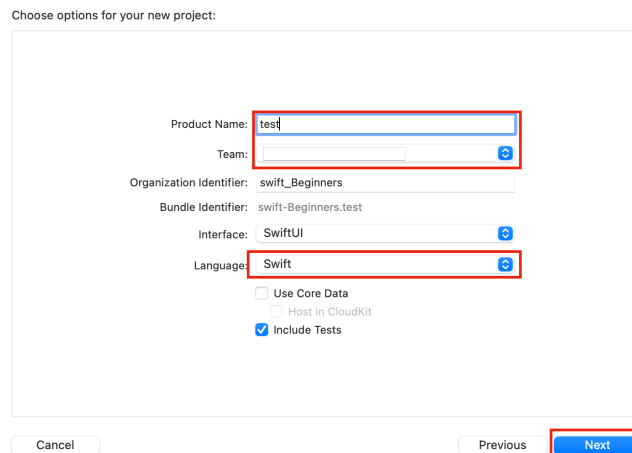 Choose options for your new project:
Product Name: test
Team:
Organization Identifier: swift_Beginners
Bundle Identifier: swift-Beginners.test
Interface: SwiftUI
Language: Swift
Use Core Data
Host in CloudKit
Include Tests
Cancel Previous Next